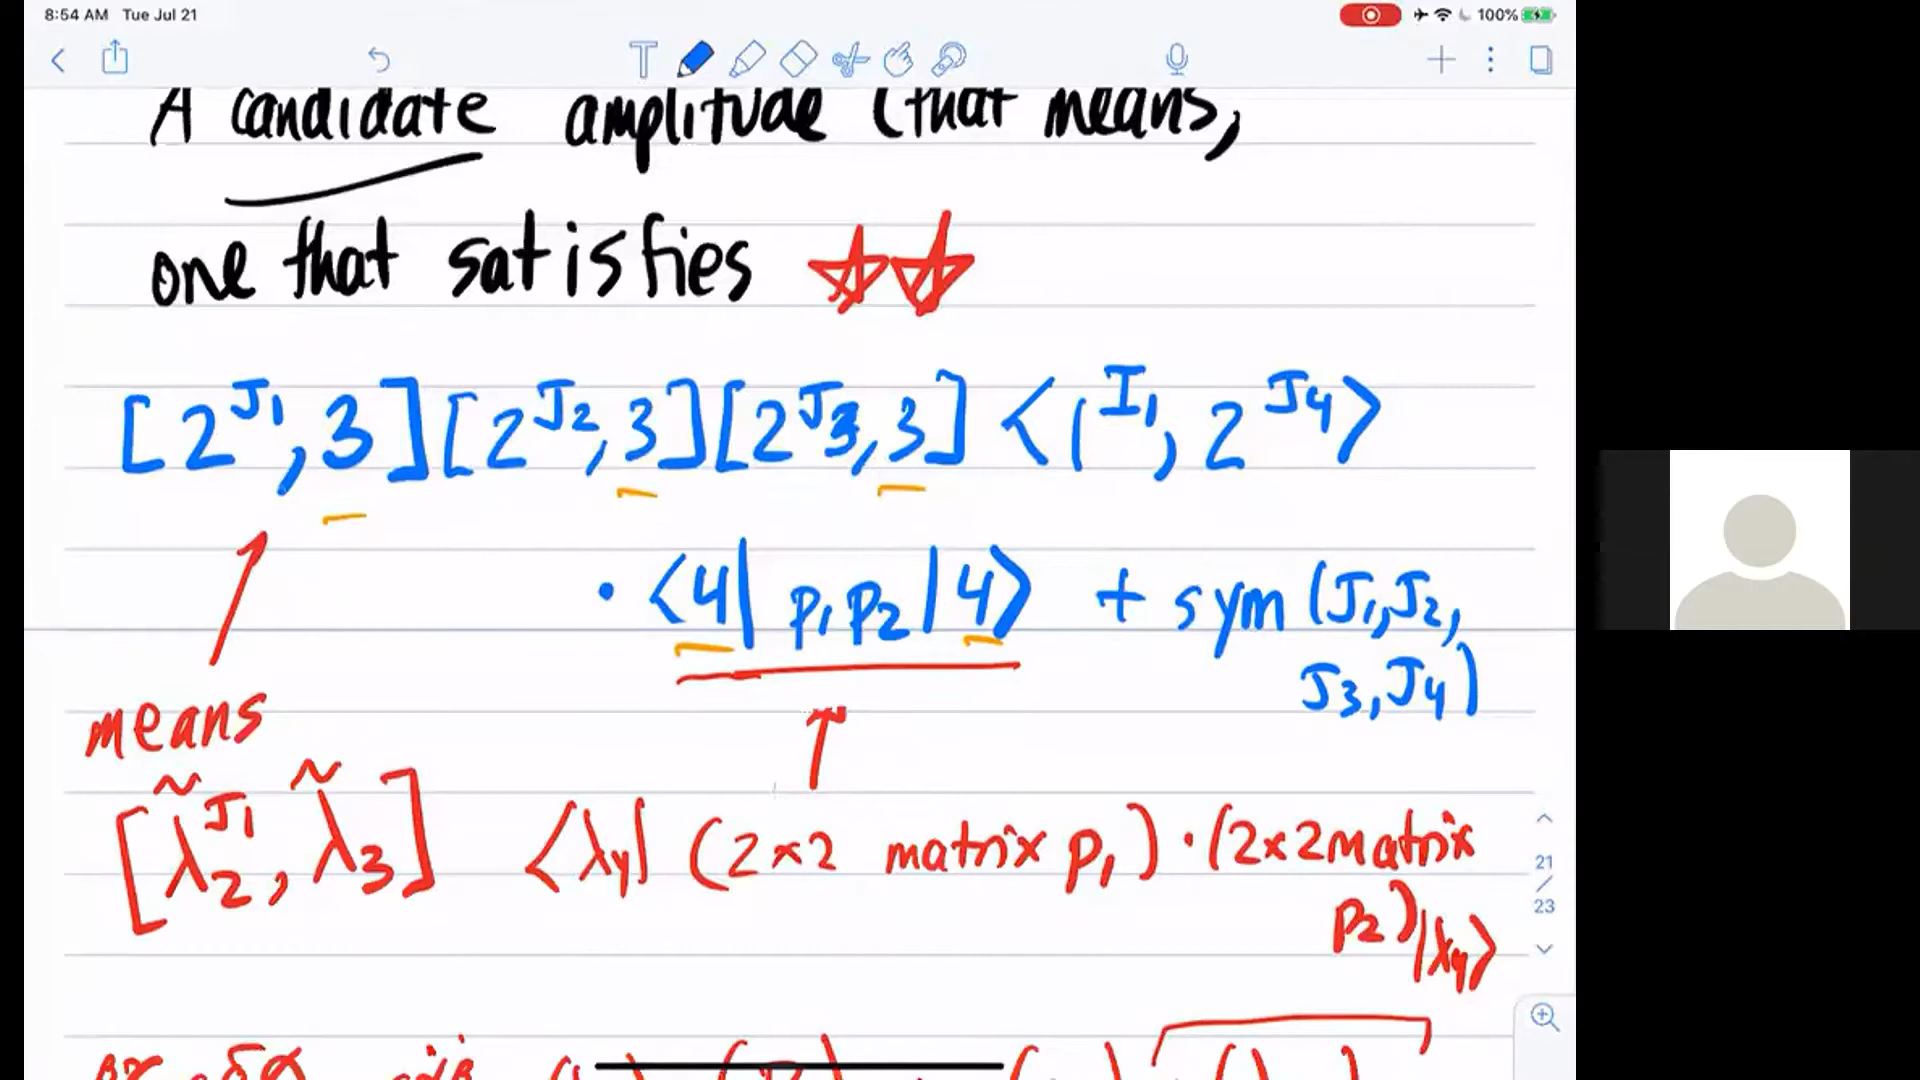 8:54 AM Tue Jul 21 100%
A candidate amplitude (that means,
one that satisfies ☆☆
[2^J1, 3][2^J2, 3][2^J3, 3]⟨1^I1, 2^J4⟩
· ⟨4| p1 p2 |4⟩ + sym (J1, J2,
J3, J4)
means
[λ̃2^J1, λ̃3] ⟨λ4| (2×2 matrix p1) · (2×2 matrix
p2) |λ4⟩
21
/
23